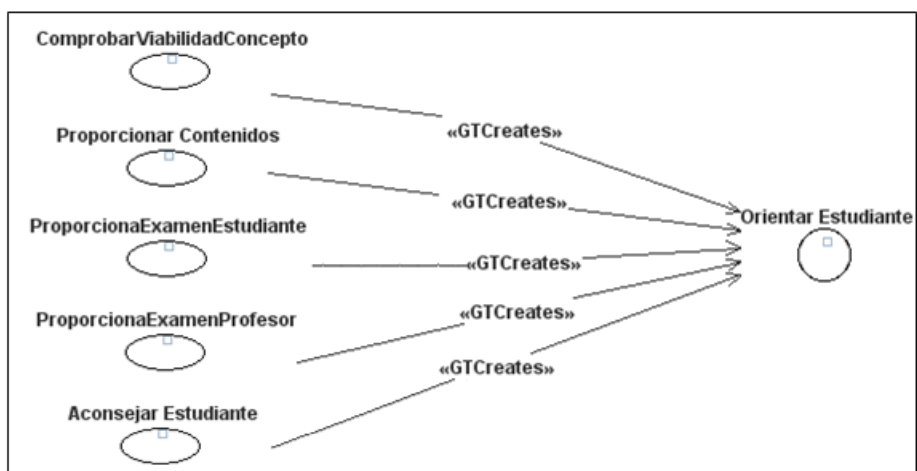 ComprobarViabilidadConcepto
«GTCreates»
Proporcionar Contenidos
«GTCreates»
Orientar Estudiante
ProporcionaExamenEstudiante
«GTCreates»
ProporcionaExamenProfesor
«GTCreates»
«GTCreates»
Aconsejar Estudiante